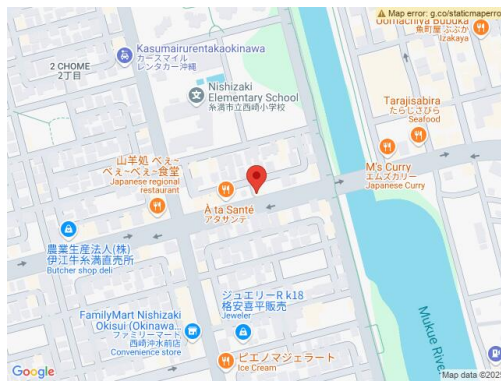 Map error: g.co/staticmaperro
Uomachiya Bubuka
魚町屋 ぶぶか
Izakaya
Kasumairurentakaokinawa
カースマイル
レンタカー沖縄
2 CHOME
2丁目
Nishizaki
Elementary School
糸満市立西崎小学校
Tarajisabira
たらじさびら
Seafood
山羊処 べぇ~
べぇ~べぇ~食堂
Japanese regional
restaurant
M's Curry
エムズカリー
Japanese Curry
À ta Santé
アタサンテ
農業生産法人(株)
伊江牛糸満直売所
Butcher shop deli
ジュエリーR k18
格安喜平販売
Jeweler
FamilyMart Nishizaki
Okisui (Okinawa...
ファミリーマート
西崎沖水前店
Convenience store
ピエノマジェラート
Ice Cream
Mukue River
Google
Map data ©2025